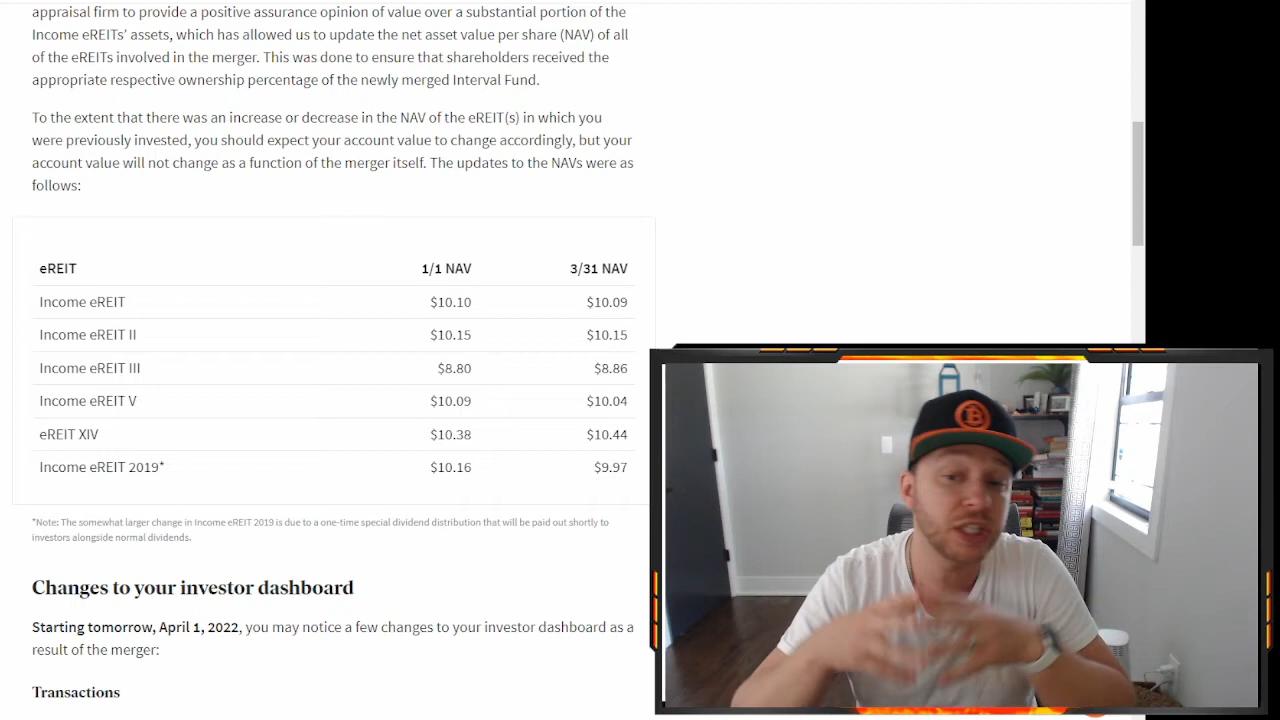 appraisal firm to provide a positive assurance opinion of value over a substantial portion of the
Income eREITs’ assets, which has allowed us to update the net asset value per share (NAV) of all
of the eREITs involved in the merger. This was done to ensure that shareholders received the
appropriate respective ownership percentage of the newly merged Interval Fund.
To the extent that there was an increase or decrease in the NAV of the eREIT(s) in which you
were previously invested, you should expect your account value to change accordingly, but your
account value will not change as a function of the merger itself. The updates to the NAVs were as
follows:
eREIT 1/1 NAV 3/31 NAV
Income eREIT $10.10 $10.09
Income eREIT II $10.15 $10.15
Income eREIT III $8.80 $8.86
Income eREIT V $10.09 $10.04
eREIT XIV $10.38 $10.44
Income eREIT 2019* $10.16 $9.97
*Note: The somewhat larger change in Income eREIT 2019 is due to a one-time special dividend distribution that will be paid out shortly to
investors alongside normal dividends.
Changes to your investor dashboard
Starting tomorrow, April 1, 2022, you may notice a few changes to your investor dashboard as a
result of the merger:
Transactions
B